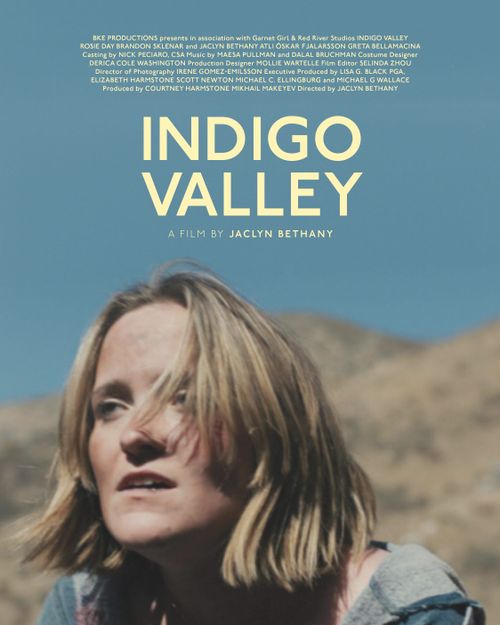 BKE PRODUCTIONS presents in association with Garnet Girl & Red River Studios INDIGO VALLEY
ROSIE DAY BRANDON SKLENAR and JACLYN BETHANY ATLI ÓSKAR FJALARSSON GRETA BELLAMACINA
Casting by NICK PECIARO, CSA Music by MAESA PULLMAN and DALAL BRUCHMAN Costume Designer
DERICA COLE WASHINGTON Production Designer MOLLIE WARTELLE Film Editor SELINDA ZHOU
Director of Photography IRENE GOMEZ-EMILSSON Executive Produced by LISA G. BLACK PGA,
ELIZABETH HARMSTONE SCOTT NEWTON MICHAEL C. ELLINGBURG and MICHAEL G WALLACE
Produced by COURTNEY HARMSTONE MIKHAIL MAKEYEV Directed by JACLYN BETHANY
INDIGO
VALLEY
A FILM BY JACLYN BETHANY